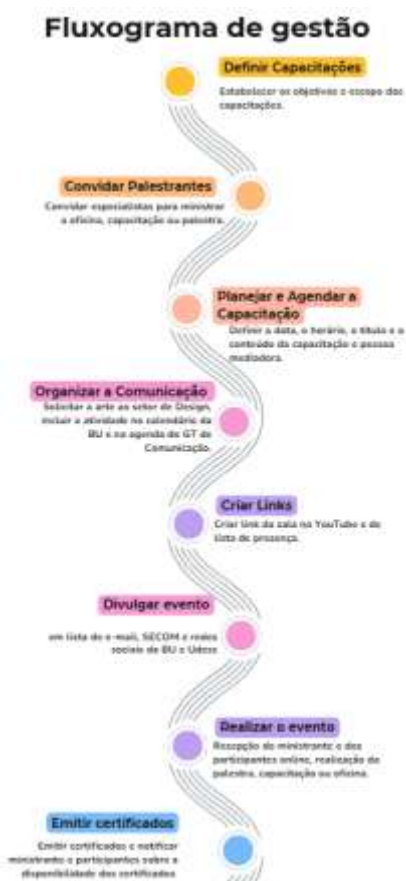 Fluxograma de gestão
Definir Capacitações
Estabelecer os objetivos e escopo das
capacitações.
Convidar Palestrantes
Convidar especialistas para ministrar
a oficina, capacitação ou palestra.
Planejar e Agendar a
Capacitação
Definir a data, o horário, o título e o
conteúdo da capacitação e pessoa
mediadora.
Organizar a Comunicação
Solicitar a arte ao setor de Design,
incluir a atividade no calendário da
BU e na agenda do GT de
Comunicação.
Criar Links
Criar link da sala no YouTube e de
lista de presença.
Divulgar evento
em lista de e-mail, SECOM e redes
sociais da BU e Udesc
Realizar o evento
Recepção do ministrante e dos
participantes online, realização da
palestra, capacitação ou oficina.
Emitir certificados
Emitir certificados e notificar
ministrante e participantes sobre a
disponibilidade dos certificados.